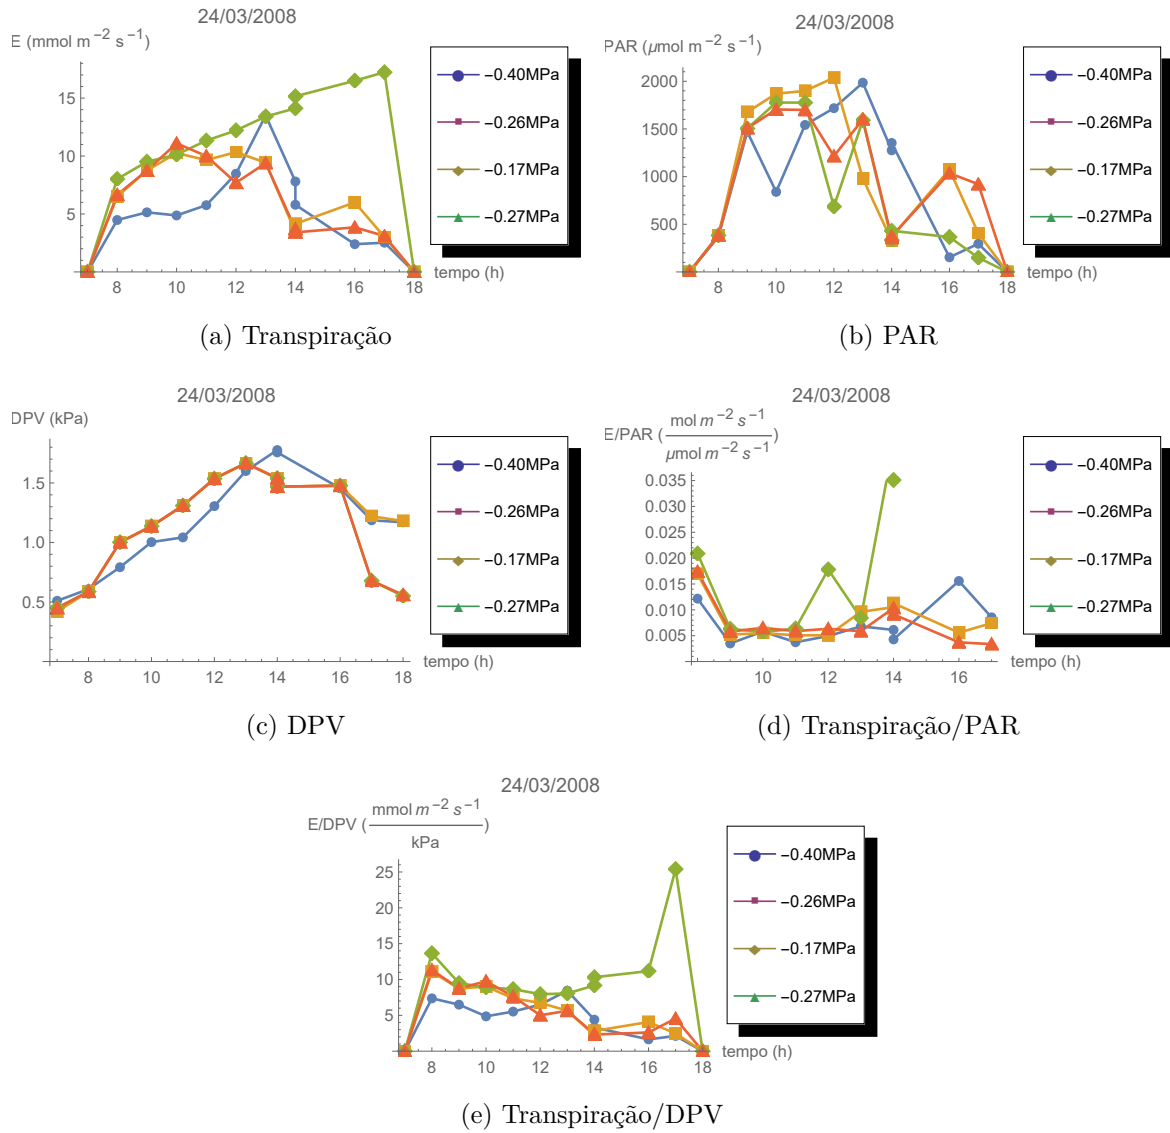 24/03/2008
E (mmol m⁻² s⁻¹)
15
10
5
8 10 12 14 16 18
tempo (h)
−0.40MPa
−0.26MPa
−0.17MPa
−0.27MPa
(a) Transpiração
24/03/2008
PAR (μmol m⁻² s⁻¹)
2000
1500
1000
500
8 10 12 14 16 18
tempo (h)
−0.40MPa
−0.26MPa
−0.17MPa
−0.27MPa
(b) PAR
24/03/2008
DPV (kPa)
1.5
1.0
0.5
8 10 12 14 16 18
tempo (h)
−0.40MPa
−0.26MPa
−0.17MPa
−0.27MPa
(c) DPV
24/03/2008
E/PAR (mol m⁻² s⁻¹ / μmol m⁻² s⁻¹)
0.035
0.030
0.025
0.020
0.015
0.010
0.005
10 12 14 16
tempo (h)
−0.40MPa
−0.26MPa
−0.17MPa
−0.27MPa
(d) Transpiração/PAR
24/03/2008
E/DPV (mmol m⁻² s⁻¹ / kPa)
25
20
15
10
5
8 10 12 14 16 18
tempo (h)
−0.40MPa
−0.26MPa
−0.17MPa
−0.27MPa
(e) Transpiração/DPV